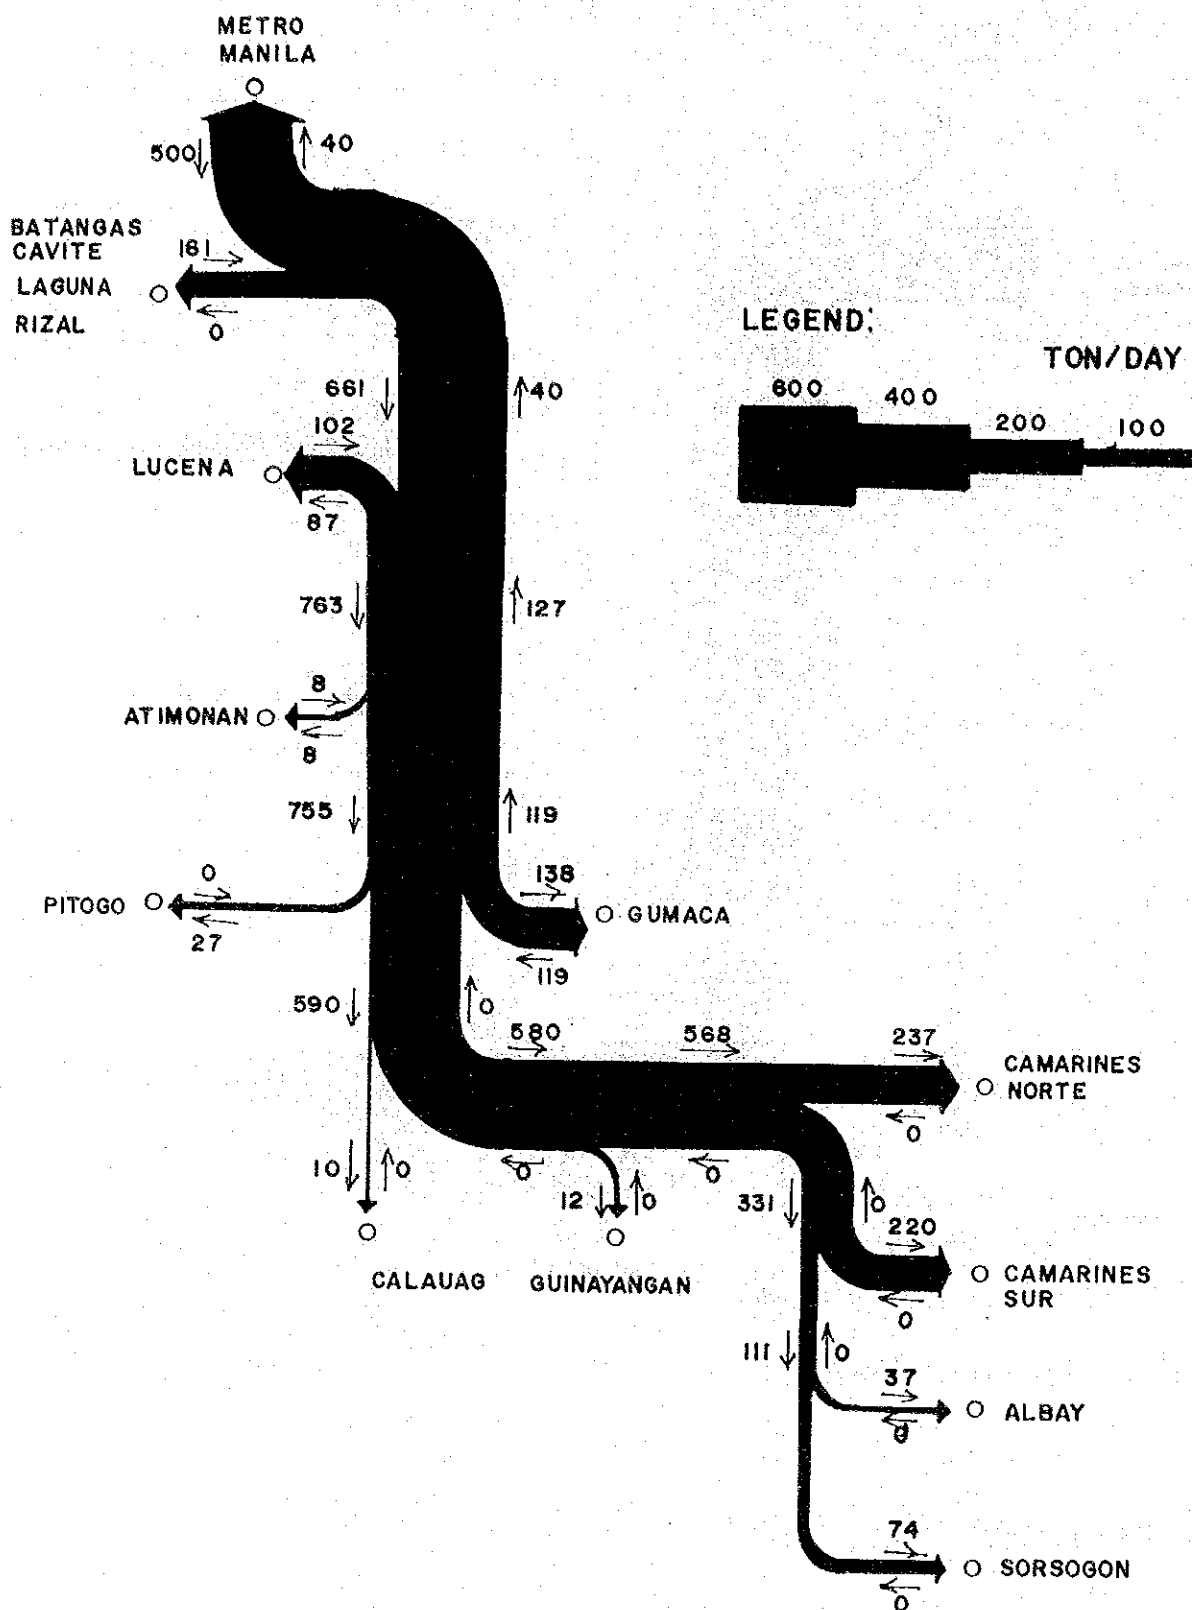 METRO
MANILA
500
40
BATANGAS
CAVITE
LAGUNA
RIZAL
161
0
LEGEND:
TON/DAY
600
400
200
100
661
40
102
LUCENA
87
763
127
8
ATIMONAN
8
755
119
0
138
PITOGO
GUMACA
27
119
590
0
580
568
237
CAMARINES
NORTE
0
10
0
0
0
12
0
331
0
220
CALAUAG
GUINAYANGAN
CAMARINES
SUR
0
111
0
37
ALBAY
0
74
SORSOGON
0